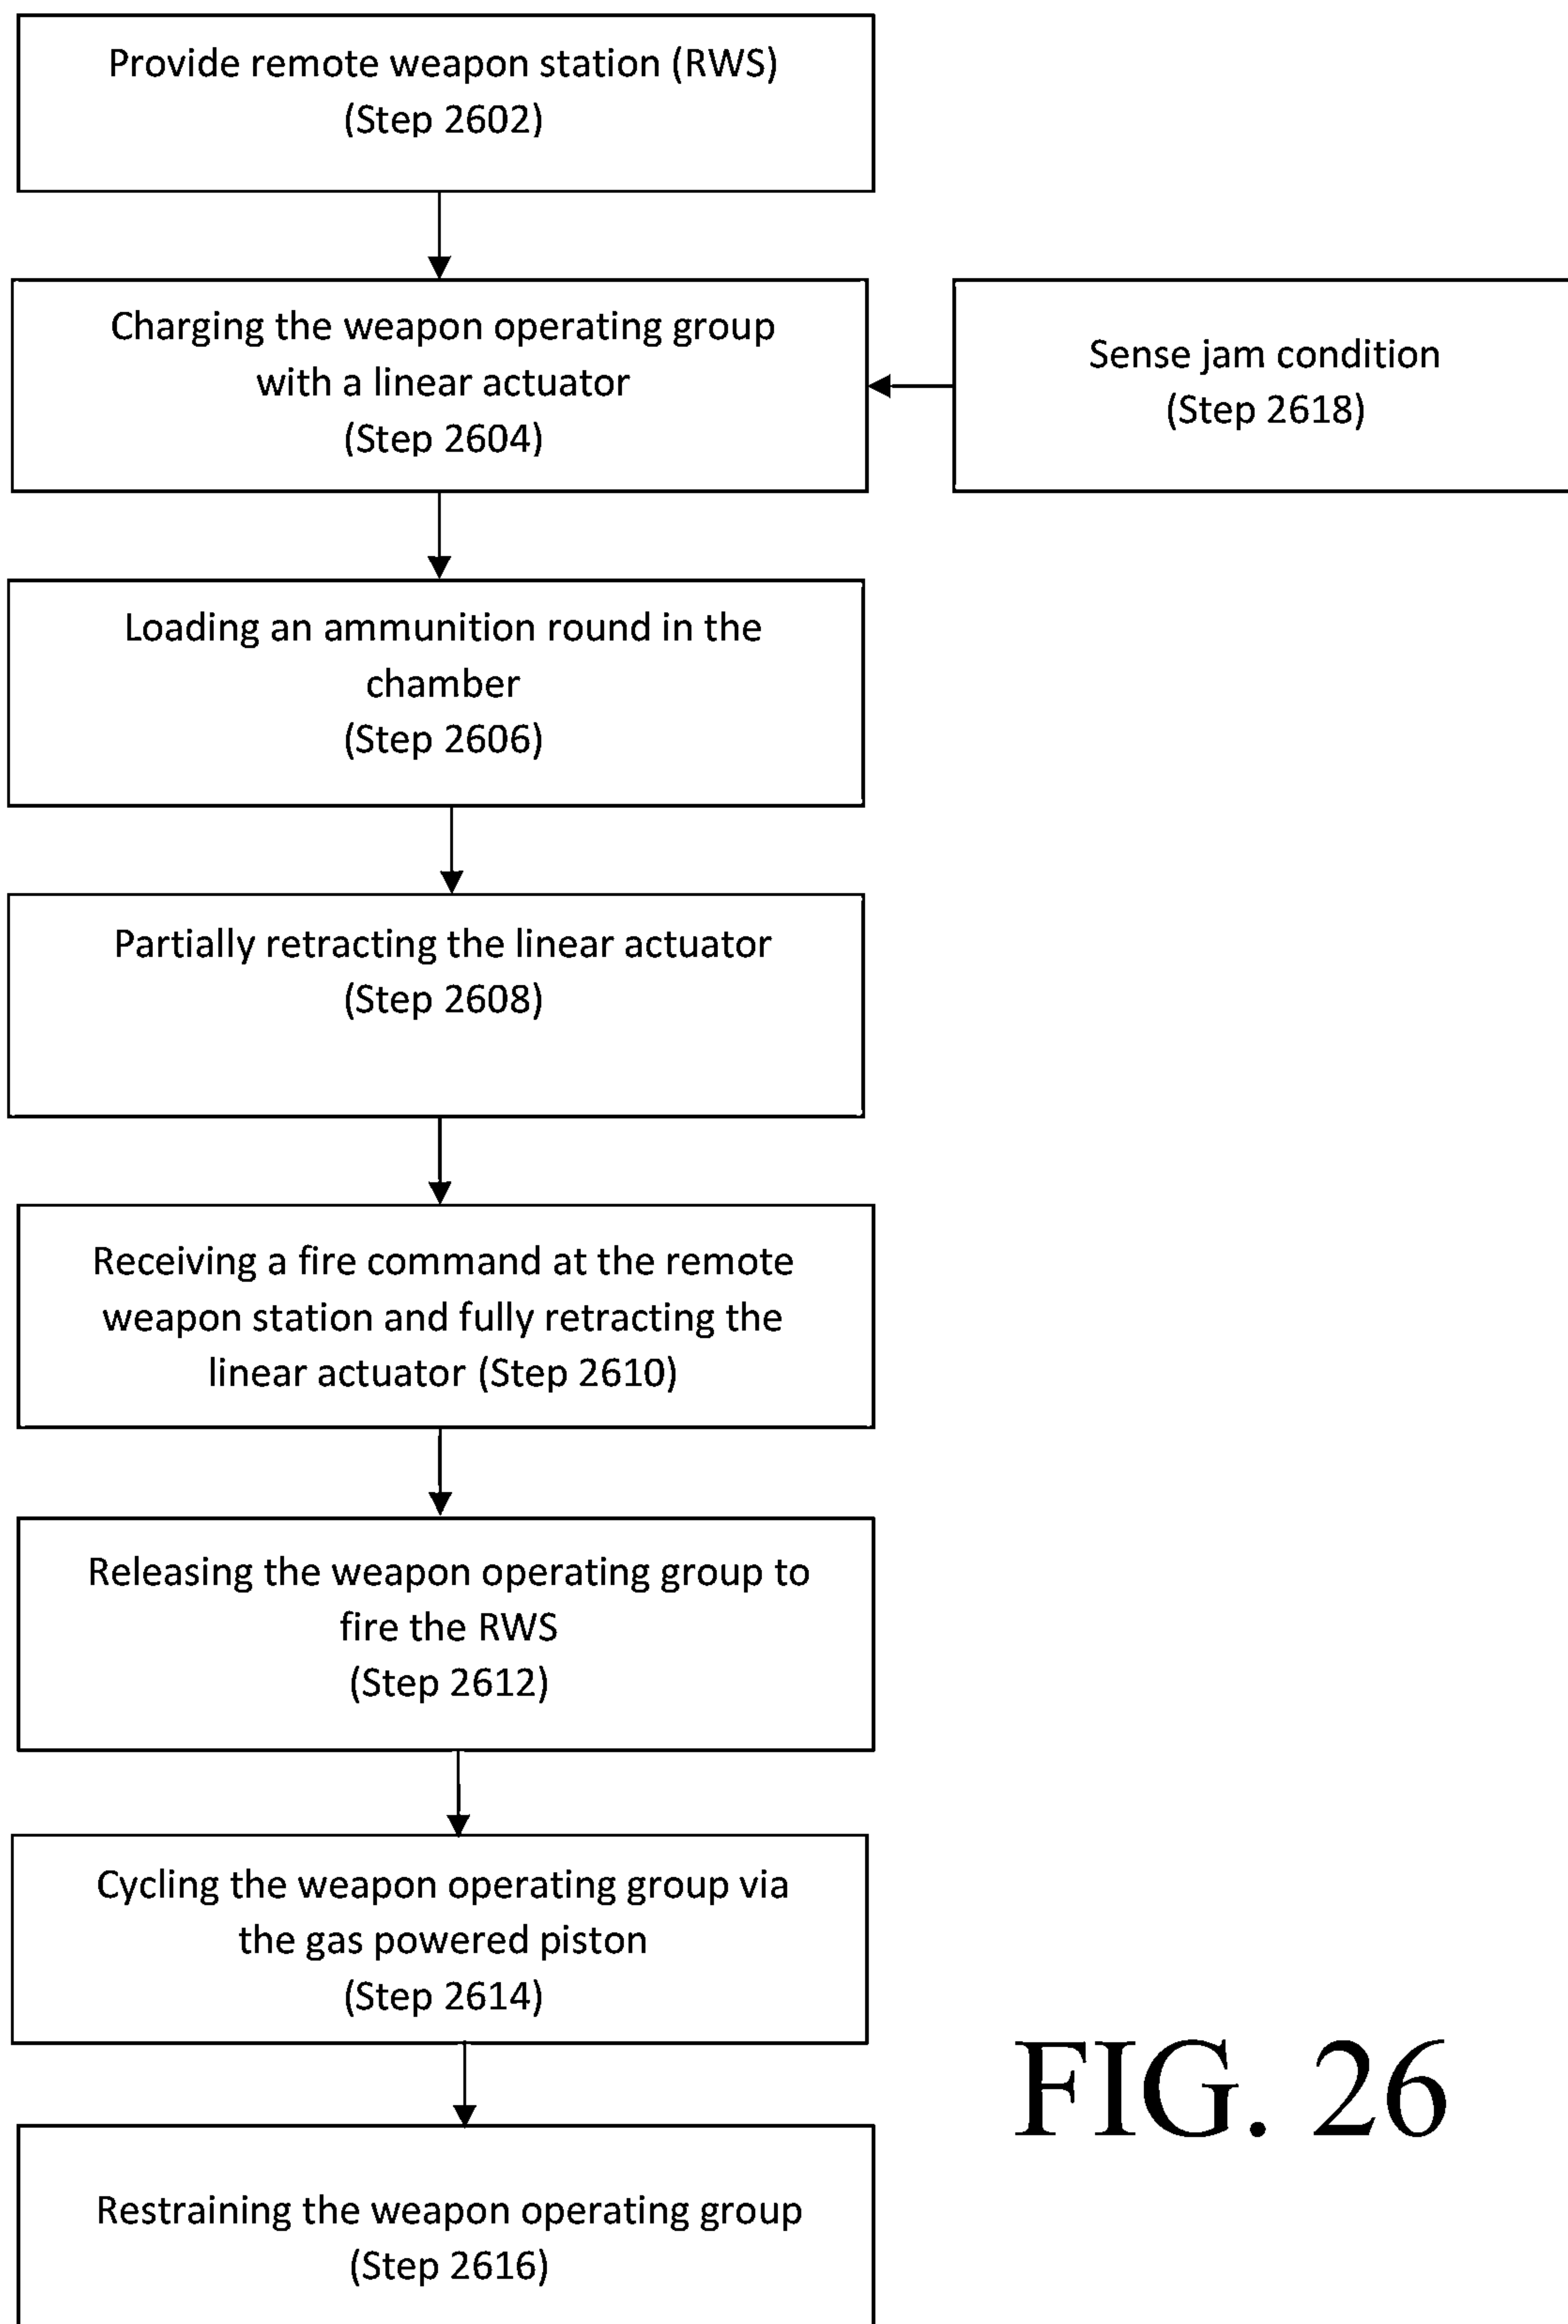 Provide remote weapon station (RWS)
(Step 2602)
Charging the weapon operating group
with a linear actuator
(Step 2604)
Sense jam condition
(Step 2618)
Loading an ammunition round in the
chamber
(Step 2606)
Partially retracting the linear actuator
(Step 2608)
Receiving a fire command at the remote
weapon station and fully retracting the
linear actuator (Step 2610)
Releasing the weapon operating group to
fire the RWS
(Step 2612)
Cycling the weapon operating group via
the gas powered piston
(Step 2614)
Restraining the weapon operating group
(Step 2616)
FIG. 26